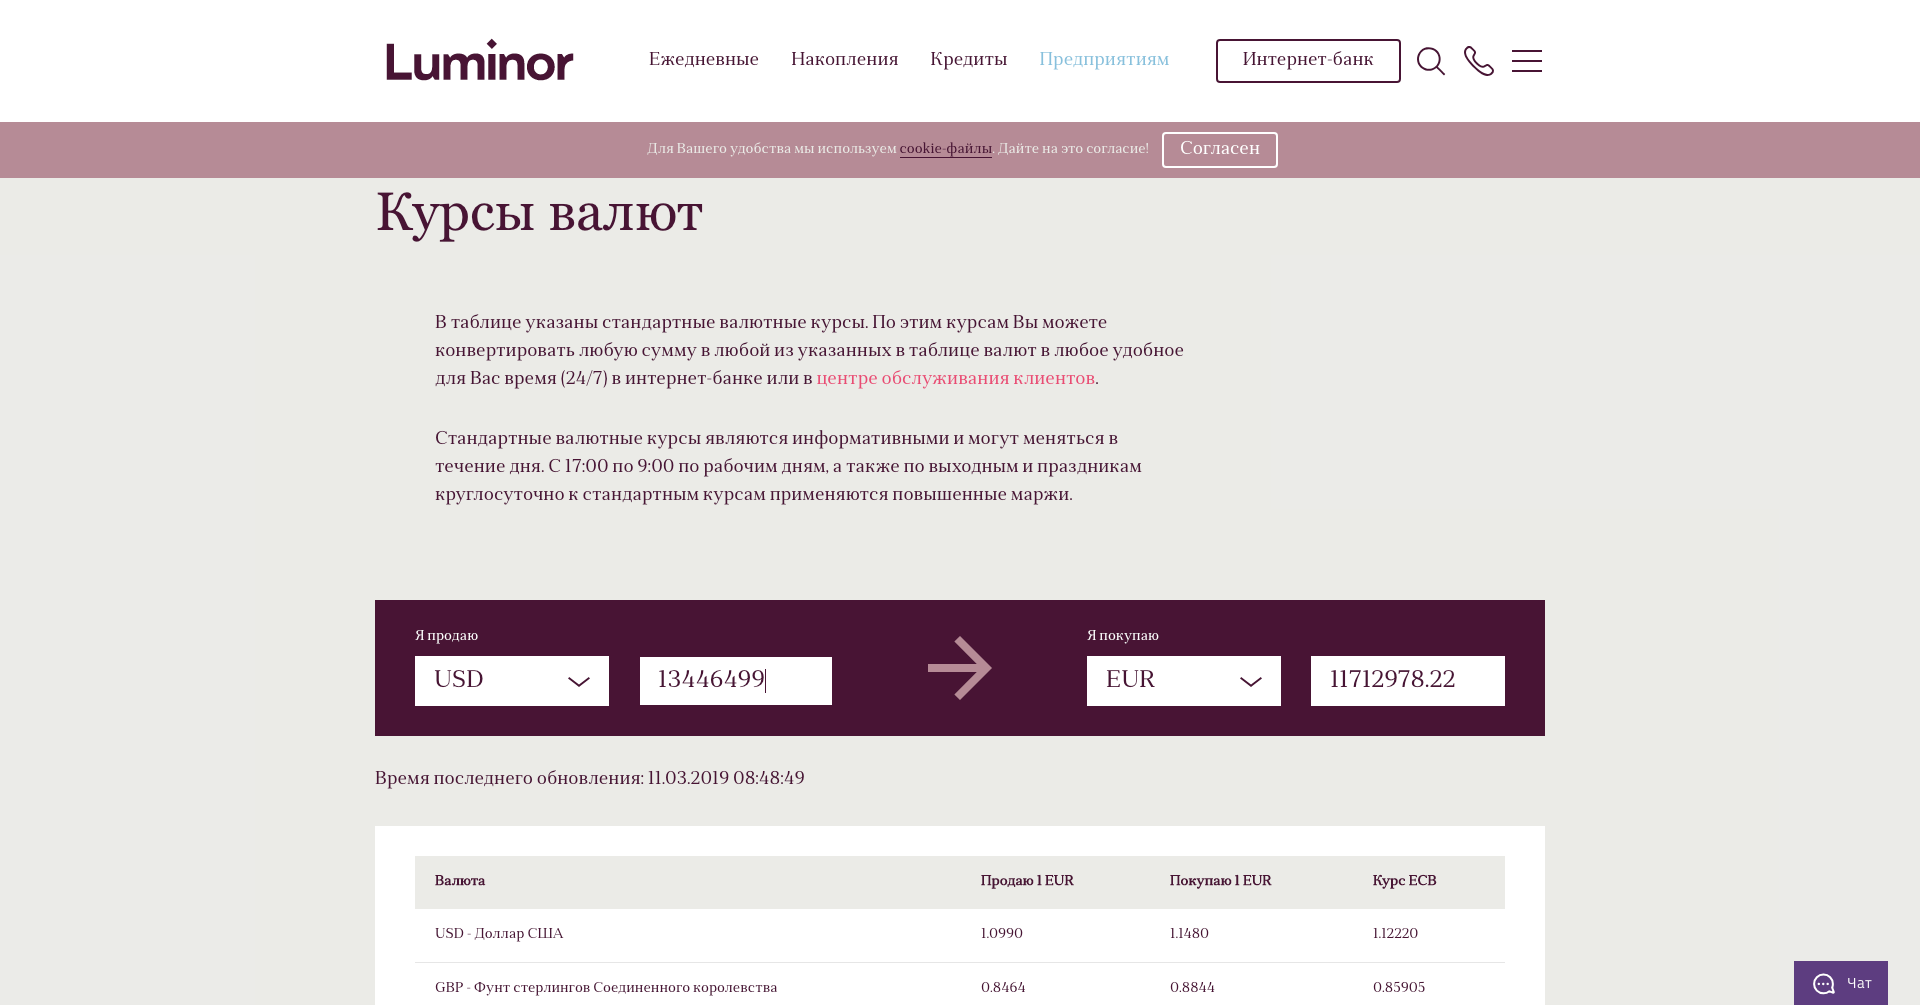 Luminor
Ежедневные
Накопления
Кредиты
Предприятиям
Интернет-банк
Для Вашего удобства мы используем cookie-файлы. Дайте на это согласие!
Согласен
Курсы валют
В таблице указаны стандартные валютные курсы. По этим курсам Вы можете
конвертировать любую сумму в любой из указанных в таблице валют в любое удобное
для Вас время (24/7) в интернет-банке или в центре обслуживания клиентов.
Стандартные валютные курсы являются информативными и могут меняться в
течение дня. С 17:00 по 9:00 по рабочим дням, а также по выходным и праздникам
круглосуточно к стандартным курсам применяются повышенные маржи.
Я продаю
USD
13446499
Я покупаю
EUR
11712978.22
Время последнего обновления: 11.03.2019 08:48:49
Валюта Продаю 1 EUR Покупаю 1 EUR Курс ECB
USD - Доллар США 1.0990 1.1480 1.12220
GBP - Фунт стерлингов Соединенного королевства 0.8464 0.8844 0.85905
Чат